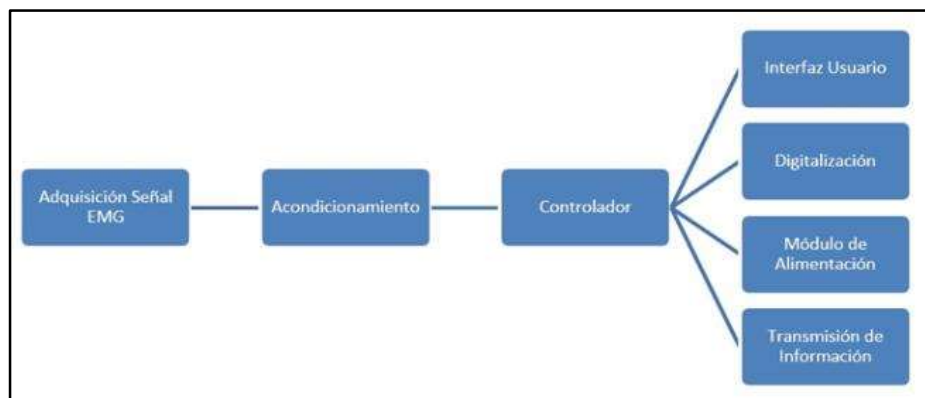 Adquisición Señal
EMG
Acondicionamiento
Controlador
Interfaz Usuario
Digitalización
Módulo de
Alimentación
Transmisión de
Información